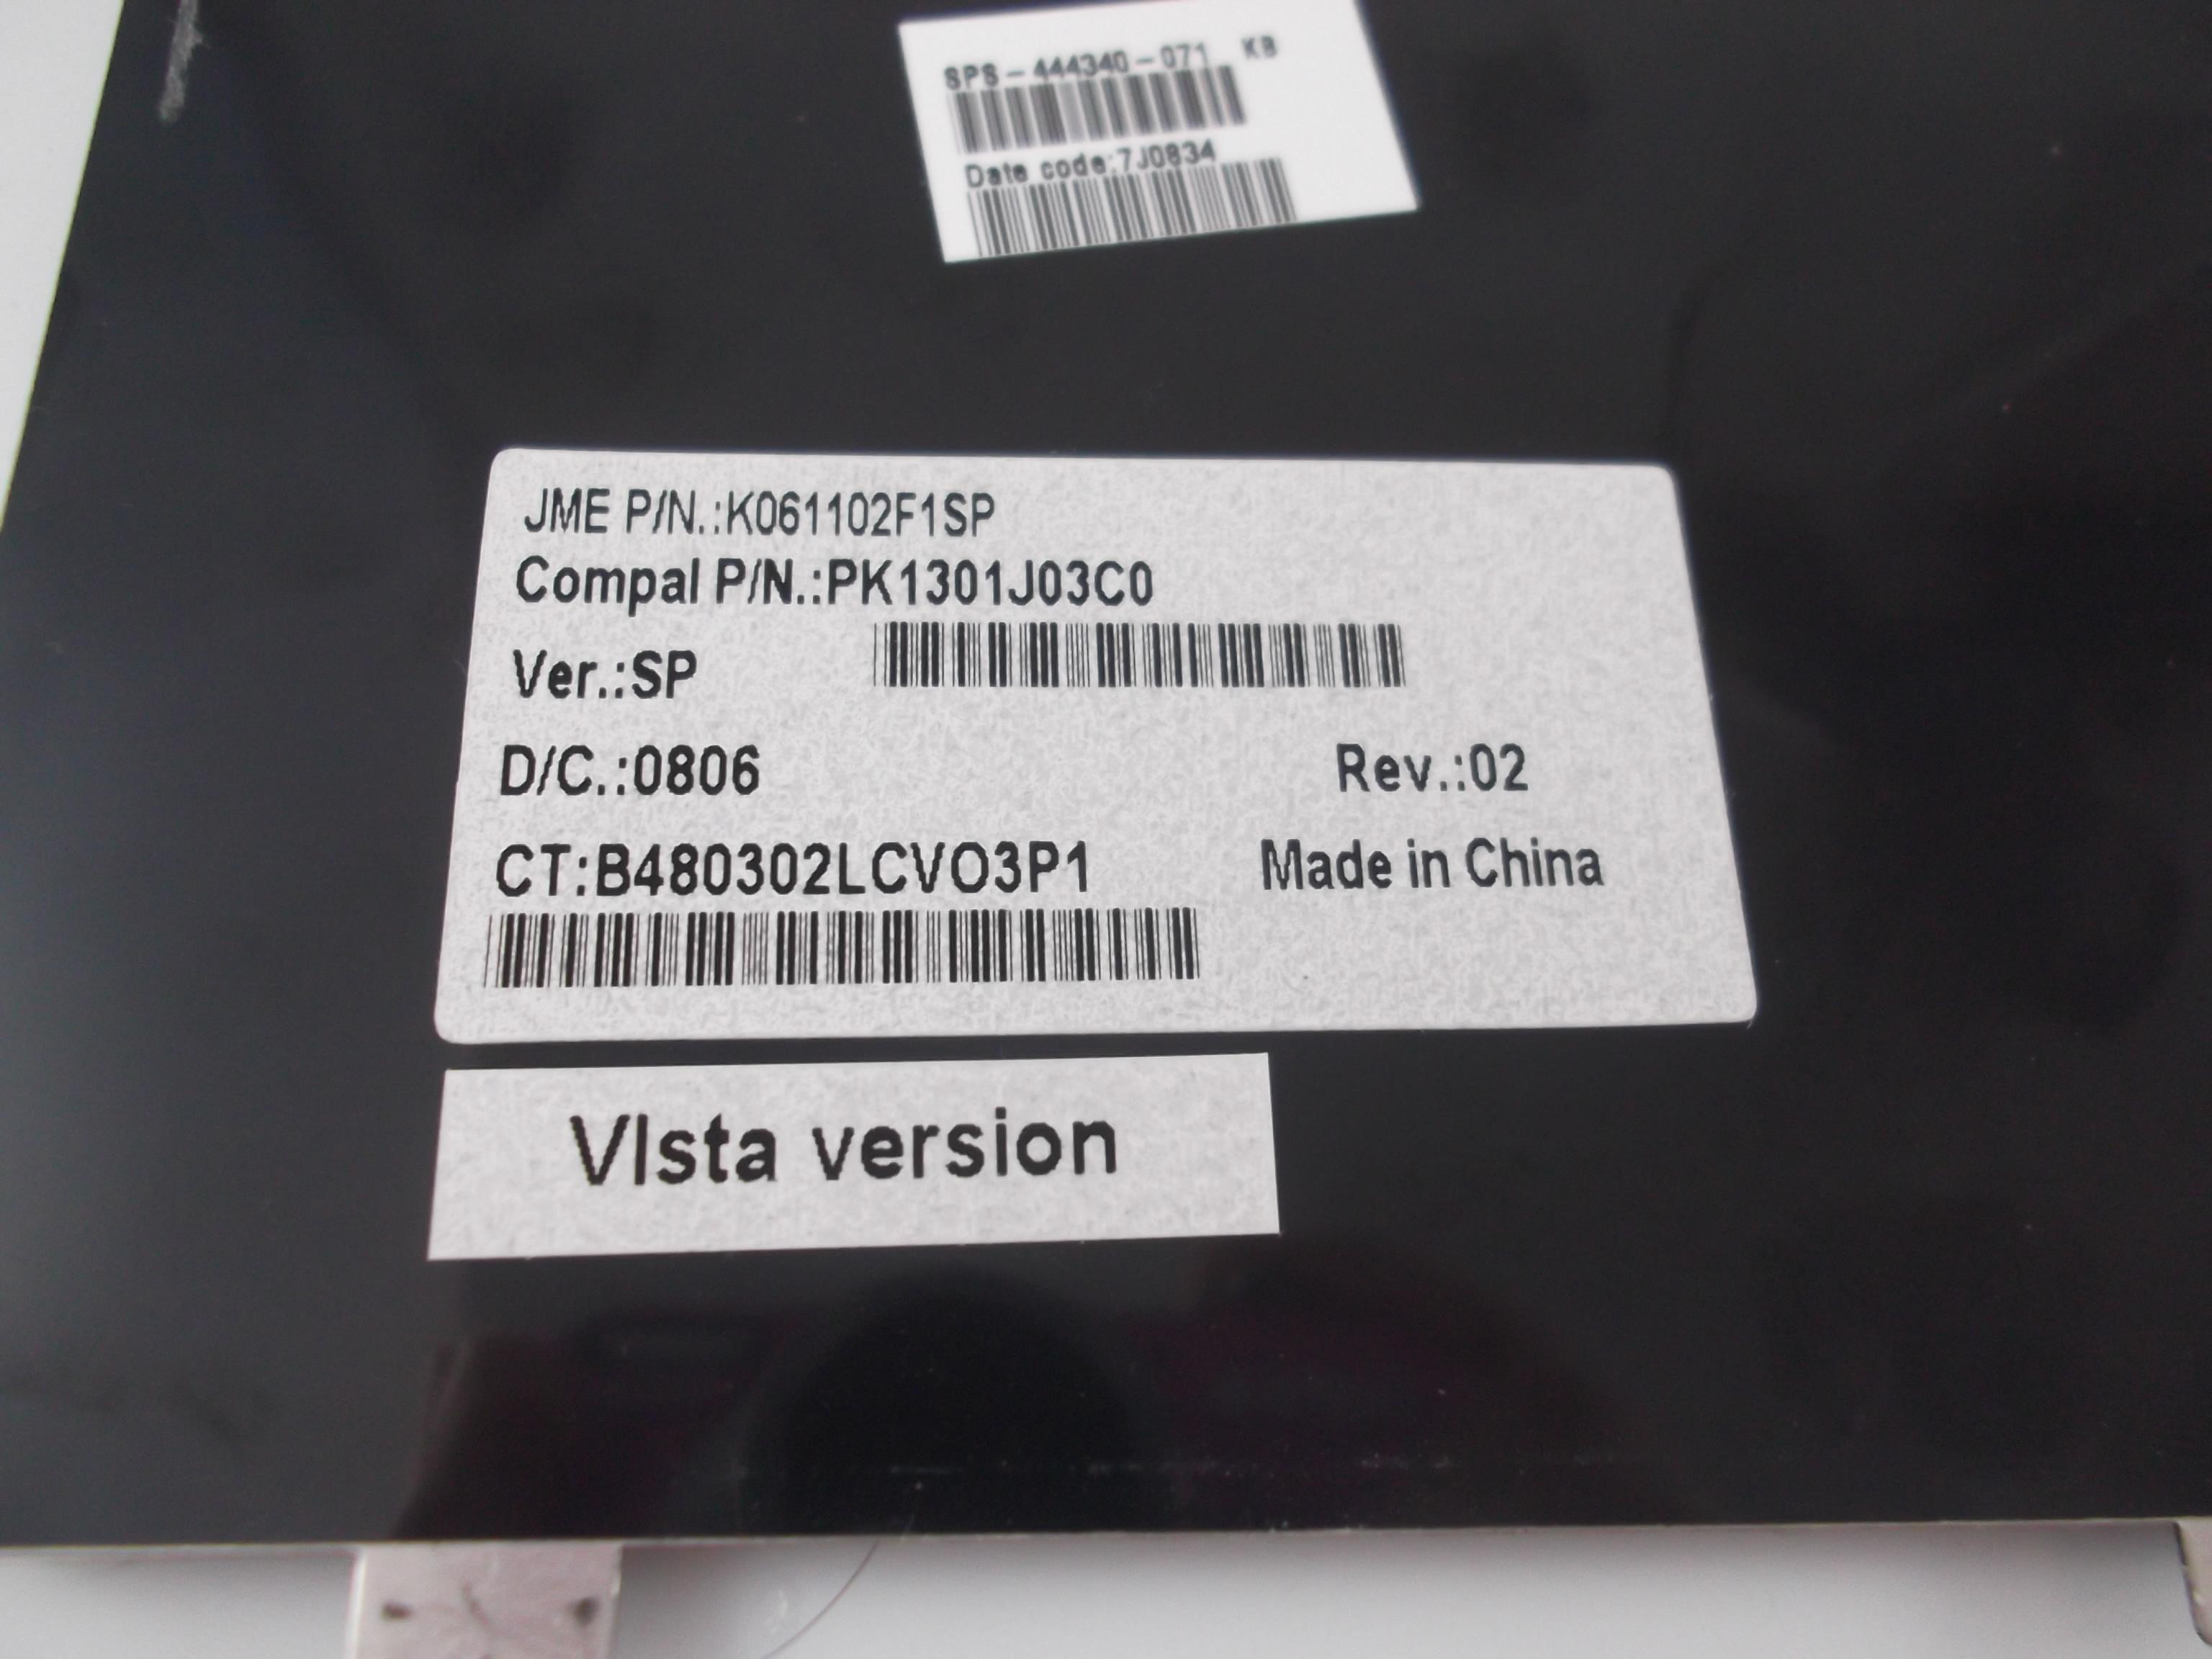 SPS-444340-071 KB
Date code:7J0834
JME P/N.:K061102F1SP
Compal P/N.:PK1301J03C0
Ver.:SP
D/C.:0806 Rev.:02
CT:B480302LCVO3P1 Made in China
VIsta version